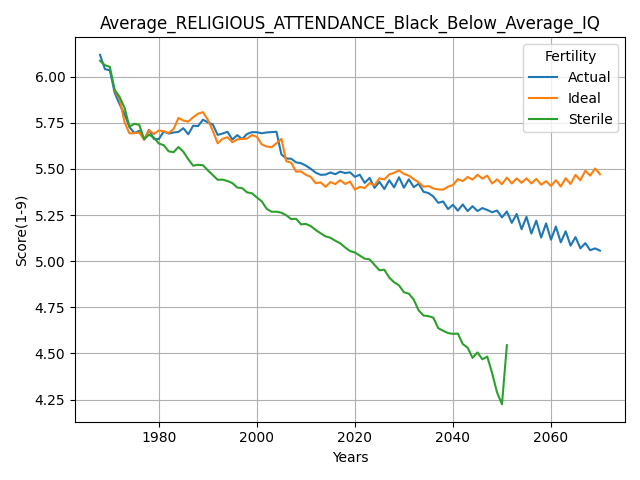 Average_RELIGIOUS_ATTENDANCE_Black_Below_Average_IQ
Fertility
Actual
Ideal
Sterile
Score(1-9)
6.00
5.75
5.50
5.25
5.00
4.75
4.50
4.25
1980 2000 2020 2040 2060
Years